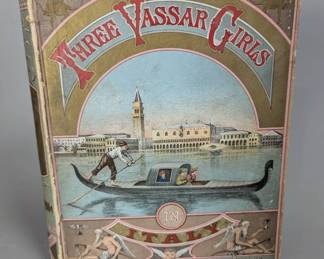 THREE VASSAR GIRLS
IN
ITALY